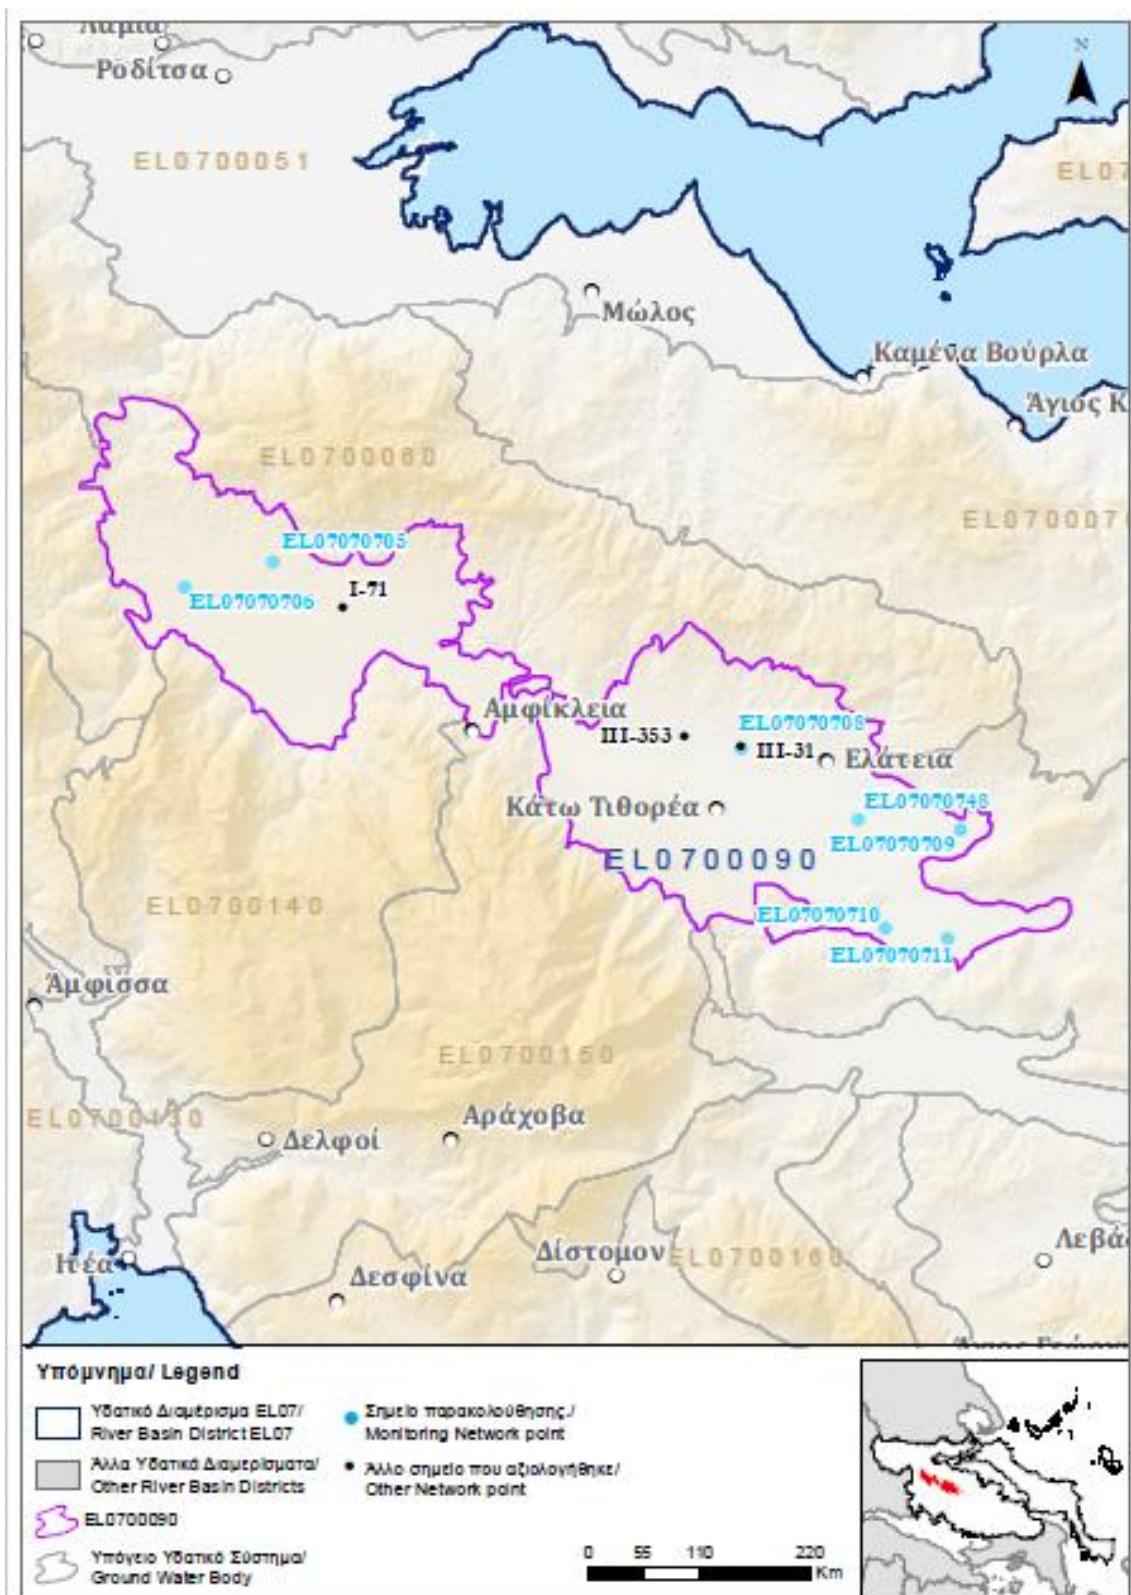 Λαμία
Ροδίτσα
N
EL0700051
EL07
Μώλος
Καμένα Βούρλα
Άγιος Κ
EL0700060
EL0700070
EL07070705
I-71
EL07070706
Αμφίκλεια
EL07070708
III-353
III-31
Ελάτεια
Κάτω Τιθορέα
EL07070748
EL07070709
EL0700090
EL0700140
EL07070710
EL07070711
Άμφισσα
EL0700150
EL0700130
Αράχοβα
Δελφοί
Δίστομον
EL0700160
Λεβάδ
Ιτέα
Δεσφίνα
Υπόμνημα/ Legend
Υδατικό Διαμέρισμα EL07/
River Basin District EL07
Άλλα Υδατικά Διαμερίσματα/
Other River Basin Districts
EL0700090
Υπόγειο Υδατικό Σύστημα/
Ground Water Body
Σημείο παρακολούθησης./
Monitoring Network point
Άλλο σημείο που αξιολογήθηκε/
Other Network point
0 55 110 220
Km